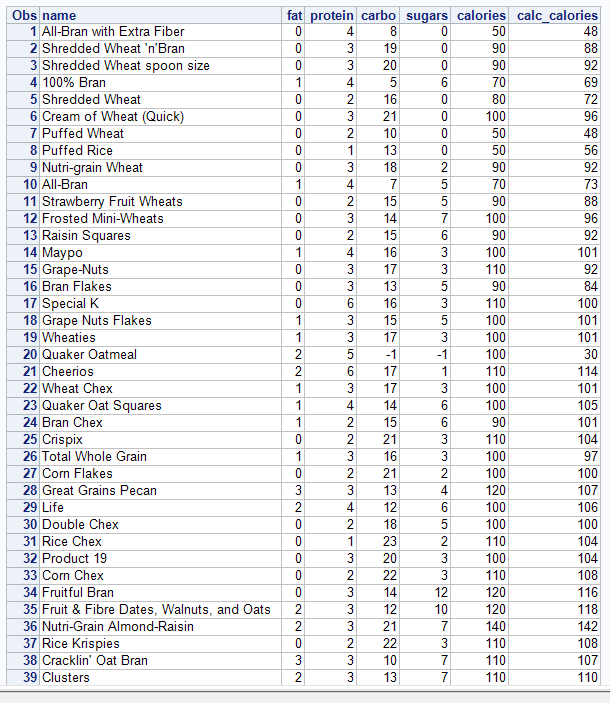 Obs name fat protein carbo sugars calories calc_calories
1 All-Bran with Extra Fiber 0 4 8 0 50 48
2 Shredded Wheat 'n'Bran 0 3 19 0 90 88
3 Shredded Wheat spoon size 0 3 20 0 90 92
4 100% Bran 1 4 5 6 70 69
5 Shredded Wheat 0 2 16 0 80 72
6 Cream of Wheat (Quick) 0 3 21 0 100 96
7 Puffed Wheat 0 2 10 0 50 48
8 Puffed Rice 0 1 13 0 50 56
9 Nutri-grain Wheat 0 3 18 2 90 92
10 All-Bran 1 4 7 5 70 73
11 Strawberry Fruit Wheats 0 2 15 5 90 88
12 Frosted Mini-Wheats 0 3 14 7 100 96
13 Raisin Squares 0 2 15 6 90 92
14 Maypo 1 4 16 3 100 101
15 Grape-Nuts 0 3 17 3 110 92
16 Bran Flakes 0 3 13 5 90 84
17 Special K 0 6 16 3 110 100
18 Grape Nuts Flakes 1 3 15 5 100 101
19 Wheaties 1 3 17 3 100 101
20 Quaker Oatmeal 2 5 -1 -1 100 30
21 Cheerios 2 6 17 1 110 114
22 Wheat Chex 1 3 17 3 100 101
23 Quaker Oat Squares 1 4 14 6 100 105
24 Bran Chex 1 2 15 6 90 101
25 Crispix 0 2 21 3 110 104
26 Total Whole Grain 1 3 16 3 100 97
27 Corn Flakes 0 2 21 2 100 100
28 Great Grains Pecan 3 3 13 4 120 107
29 Life 2 4 12 6 100 106
30 Double Chex 0 2 18 5 100 100
31 Rice Chex 0 1 23 2 110 104
32 Product 19 0 3 20 3 100 104
33 Corn Chex 0 2 22 3 110 108
34 Fruitful Bran 0 3 14 12 120 116
35 Fruit & Fibre Dates, Walnuts, and Oats 2 3 12 10 120 118
36 Nutri-Grain Almond-Raisin 2 3 21 7 140 142
37 Rice Krispies 0 2 22 3 110 108
38 Cracklin' Oat Bran 3 3 10 7 110 107
39 Clusters 2 3 13 7 110 110